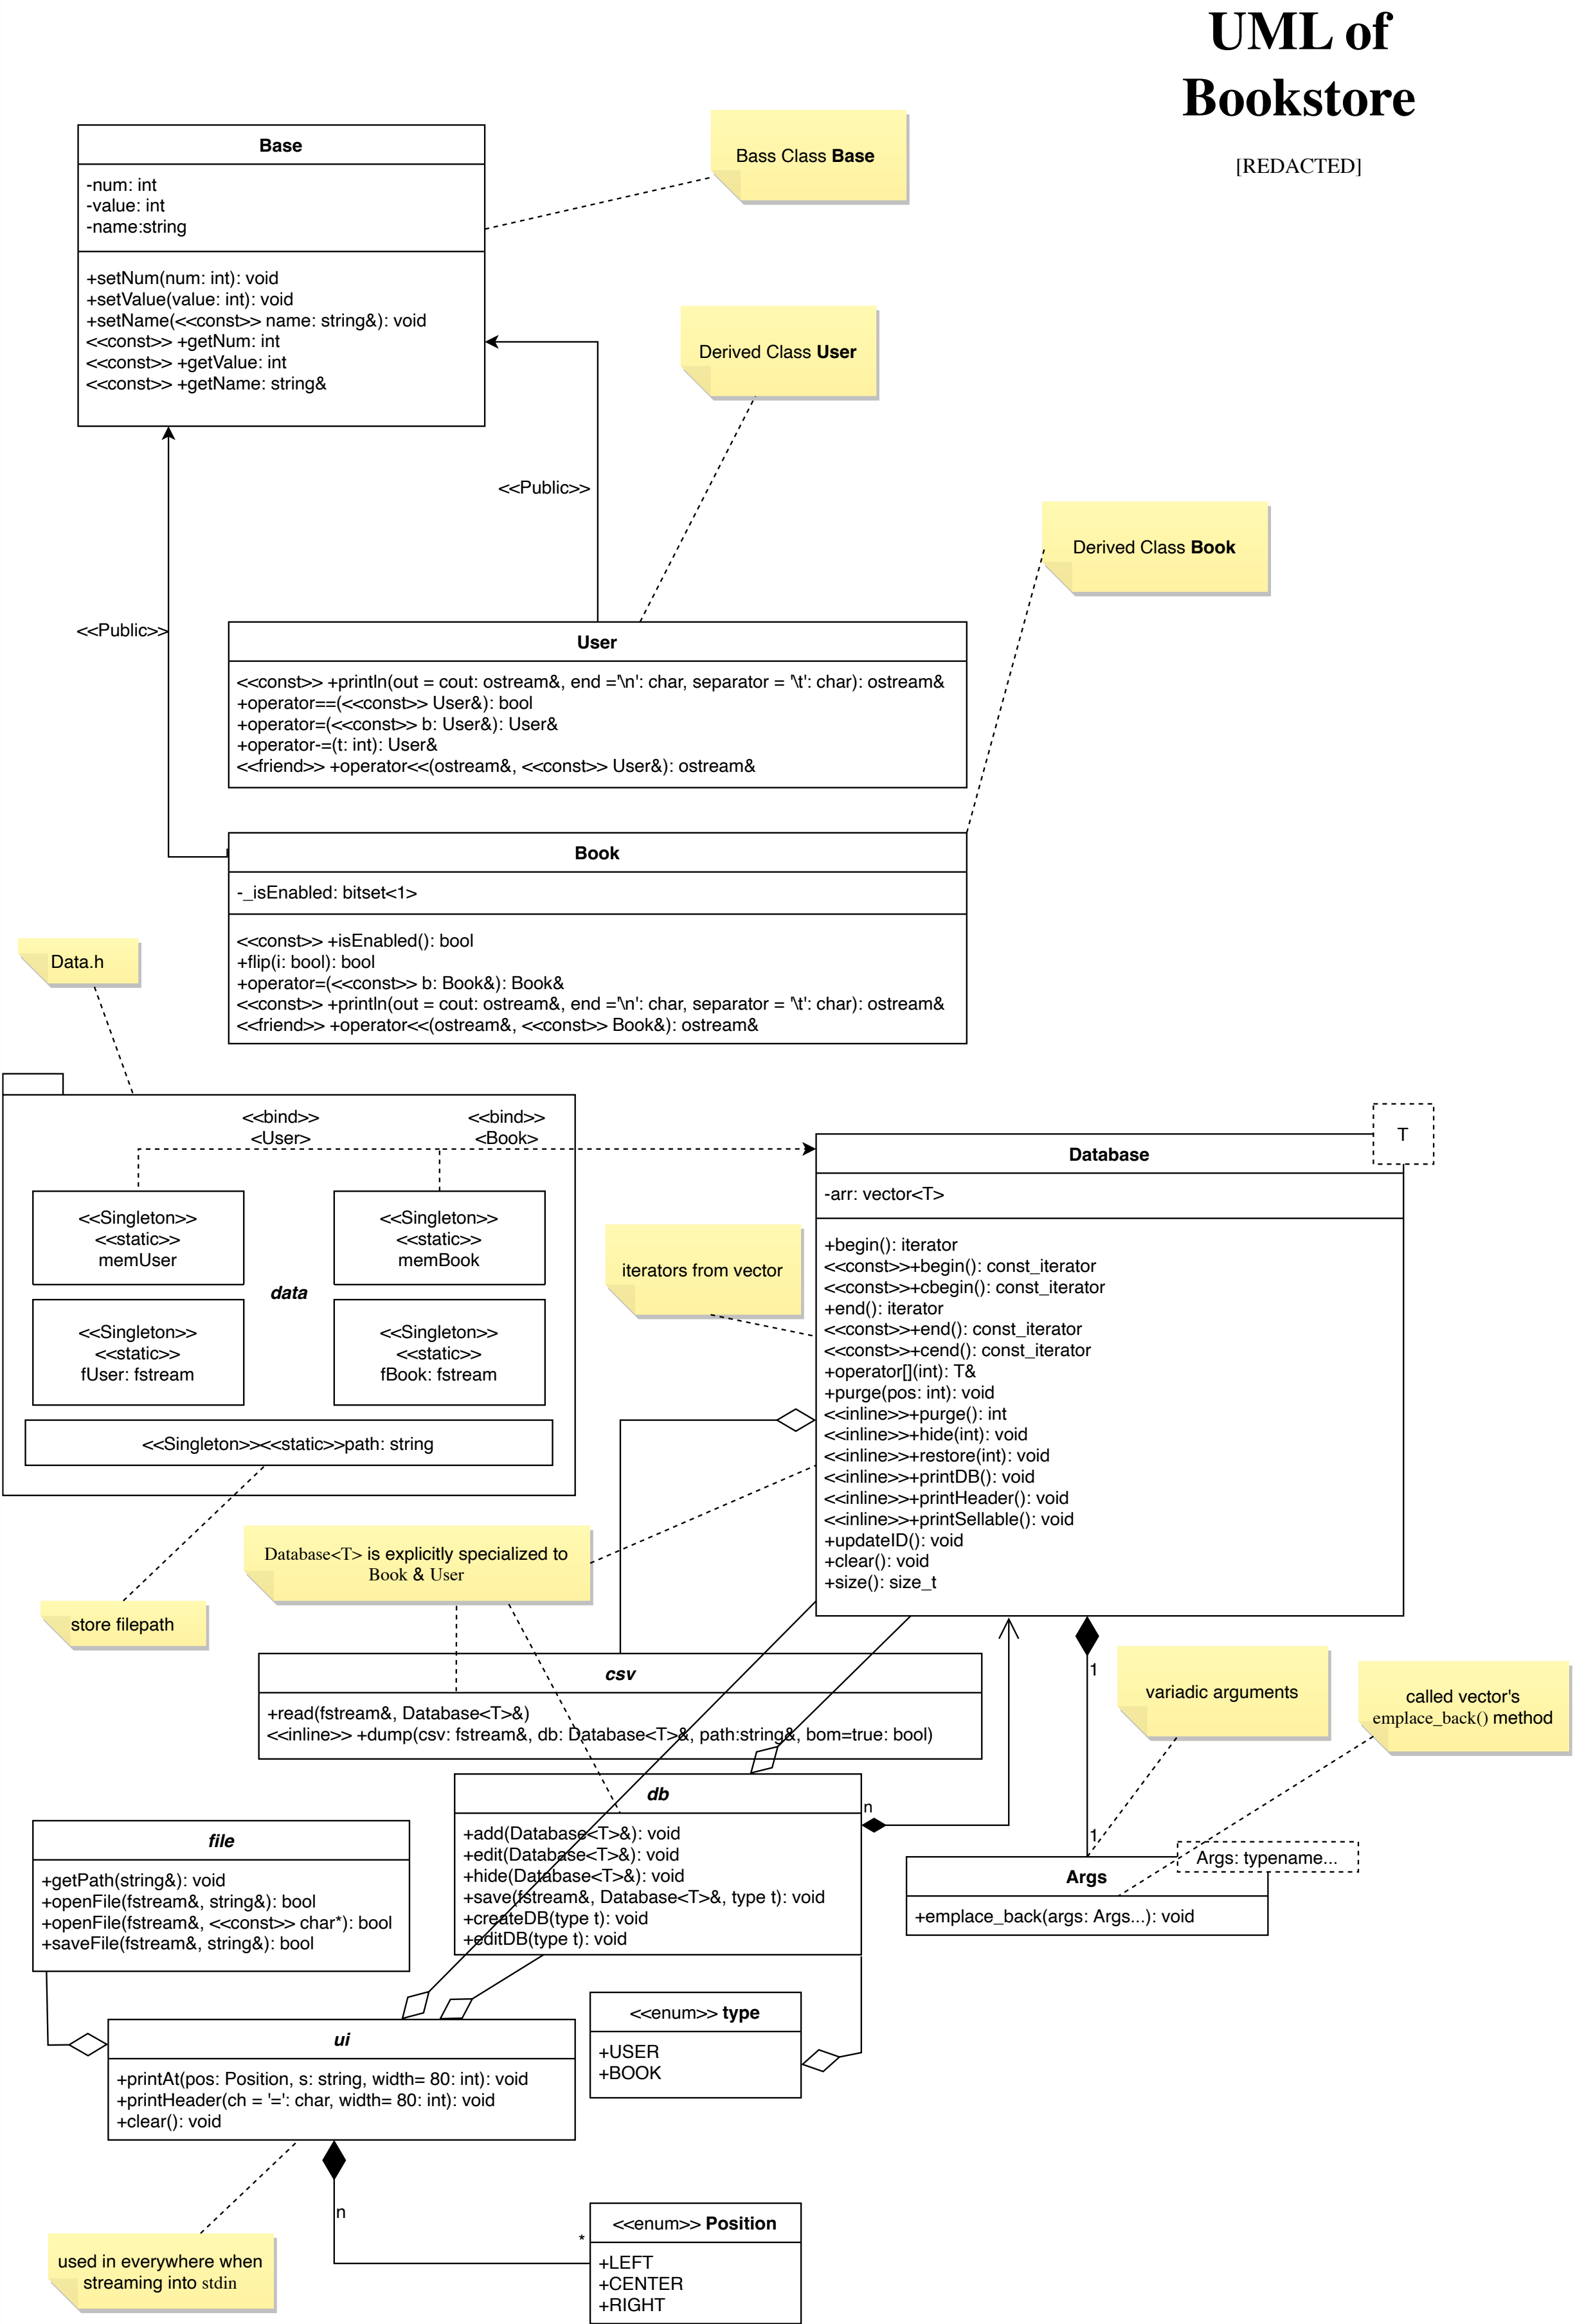 UML of
Bookstore
[REDACTED]
Base
-num: int
-value: int
-name:string
+setNum(num: int): void
+setValue(value: int): void
+setName(<<const>> name: string&): void
<<const>> +getNum: int
<<const>> +getValue: int
<<const>> +getName: string&
Bass Class Base
Derived Class User
<<Public>>
Derived Class Book
<<Public>>
User
<<const>> +println(out = cout: ostream&, end ='\n': char, separator = '\t': char): ostream&
+operator==(<<const>> User&): bool
+operator=(<<const>> b: User&): User&
+operator-=(t: int): User&
<<friend>> +operator<<(ostream&, <<const>> User&): ostream&
Book
-_isEnabled: bitset<1>
<<const>> +isEnabled(): bool
+flip(i: bool): bool
+operator=(<<const>> b: Book&): Book&
<<const>> +println(out = cout: ostream&, end ='\n': char, separator = '\t': char): ostream&
<<friend>> +operator<<(ostream&, <<const>> Book&): ostream&
Data.h
<<bind>>
<User>
<<bind>>
<Book>
<<Singleton>>
<<static>>
memUser
<<Singleton>>
<<static>>
memBook
data
<<Singleton>>
<<static>>
fUser: fstream
<<Singleton>>
<<static>>
fBook: fstream
<<Singleton>><<static>>path: string
T
Database
-arr: vector<T>
+begin(): iterator
<<const>>+begin(): const_iterator
<<const>>+cbegin(): const_iterator
+end(): iterator
<<const>>+end(): const_iterator
<<const>>+cend(): const_iterator
+operator[](int): T&
+purge(pos: int): void
<<inline>>+purge(): int
<<inline>>+hide(int): void
<<inline>>+restore(int): void
<<inline>>+printDB(): void
<<inline>>+printHeader(): void
<<inline>>+printSellable(): void
+updateID(): void
+clear(): void
+size(): size_t
iterators from vector
Database<T> is explicitly specialized to
Book & User
store filepath
csv
+read(fstream&, Database<T>&)
<<inline>> +dump(csv: fstream&, db: Database<T>&, path:string&, bom=true: bool)
1
variadic arguments
called vector's
emplace_back() method
db
+add(Database<T>&): void
+edit(Database<T>&): void
+hide(Database<T>&): void
+save(fstream&, Database<T>&, type t): void
+createDB(type t): void
+editDB(type t): void
n
1
Args: typename...
Args
+emplace_back(args: Args...): void
file
+getPath(string&): void
+openFile(fstream&, string&): bool
+openFile(fstream&, <<const>> char*): bool
+saveFile(fstream&, string&): bool
<<enum>> type
+USER
+BOOK
ui
+printAt(pos: Position, s: string, width= 80: int): void
+printHeader(ch = '=': char, width= 80: int): void
+clear(): void
n
*
<<enum>> Position
+LEFT
+CENTER
+RIGHT
used in everywhere when
streaming into stdin